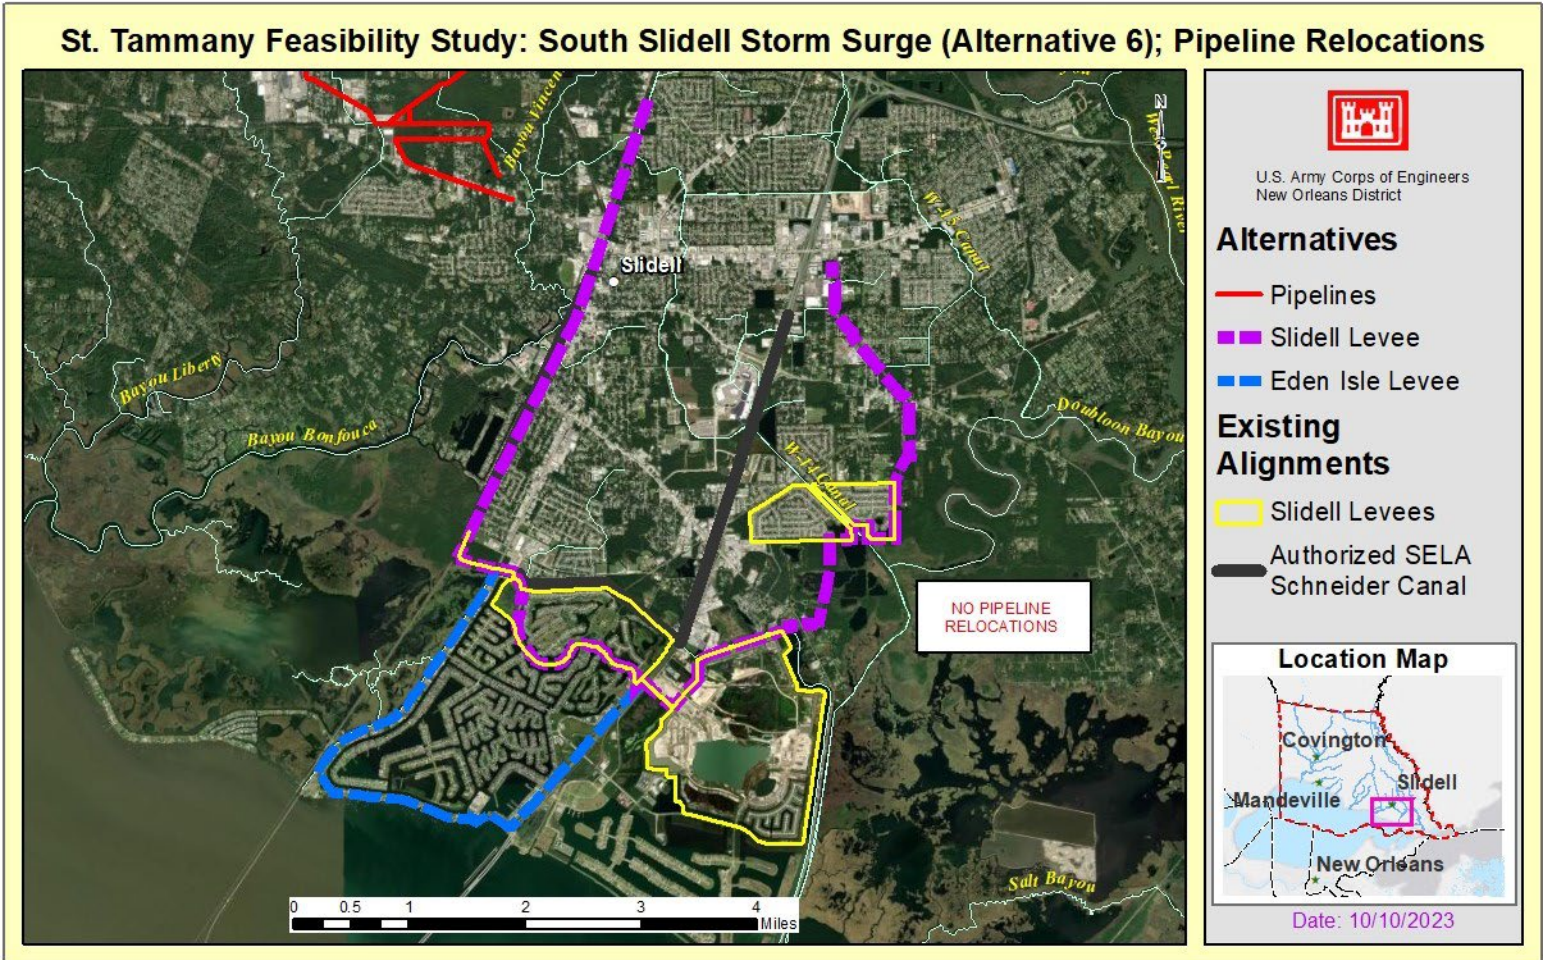 St. Tammany Feasibility Study: South Slidell Storm Surge (Alternative 6); Pipeline Relocations
Bayou Vincen
N
West Pearl River
W-15 Canal
Slidell
Bayou Liberty
Bayou Bonfouca
Doubloon Bayou
W-14 Canal
NO PIPELINE
RELOCATIONS
Salt Bayou
0 0.5 1 2 3 4
Miles
U.S. Army Corps of Engineers
New Orleans District
Alternatives
Pipelines
Slidell Levee
Eden Isle Levee
Existing
Alignments
Slidell Levees
Authorized SELA
Schneider Canal
Location Map
Covington
Slidell
Mandeville
New Orleans
Date: 10/10/2023